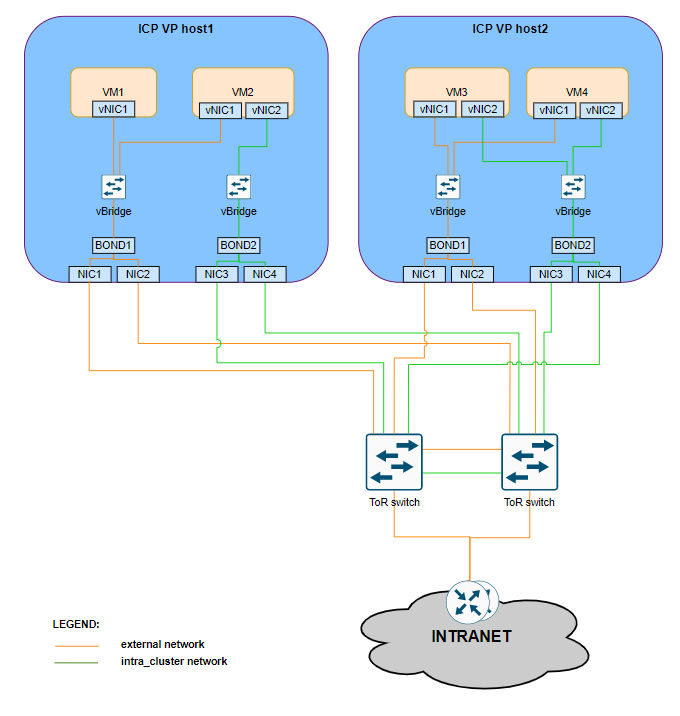 ICP VP host1
ICP VP host2
VM1
vNIC1
VM2
vNIC1
vNIC2
VM3
vNIC1
vNIC2
VM4
vNIC1
vNIC2
vBridge
vBridge
vBridge
vBridge
BOND1
BOND2
BOND1
BOND2
NIC1
NIC2
NIC3
NIC4
NIC1
NIC2
NIC3
NIC4
ToR switch
ToR switch
INTRANET
LEGEND:
external network
intra_cluster network